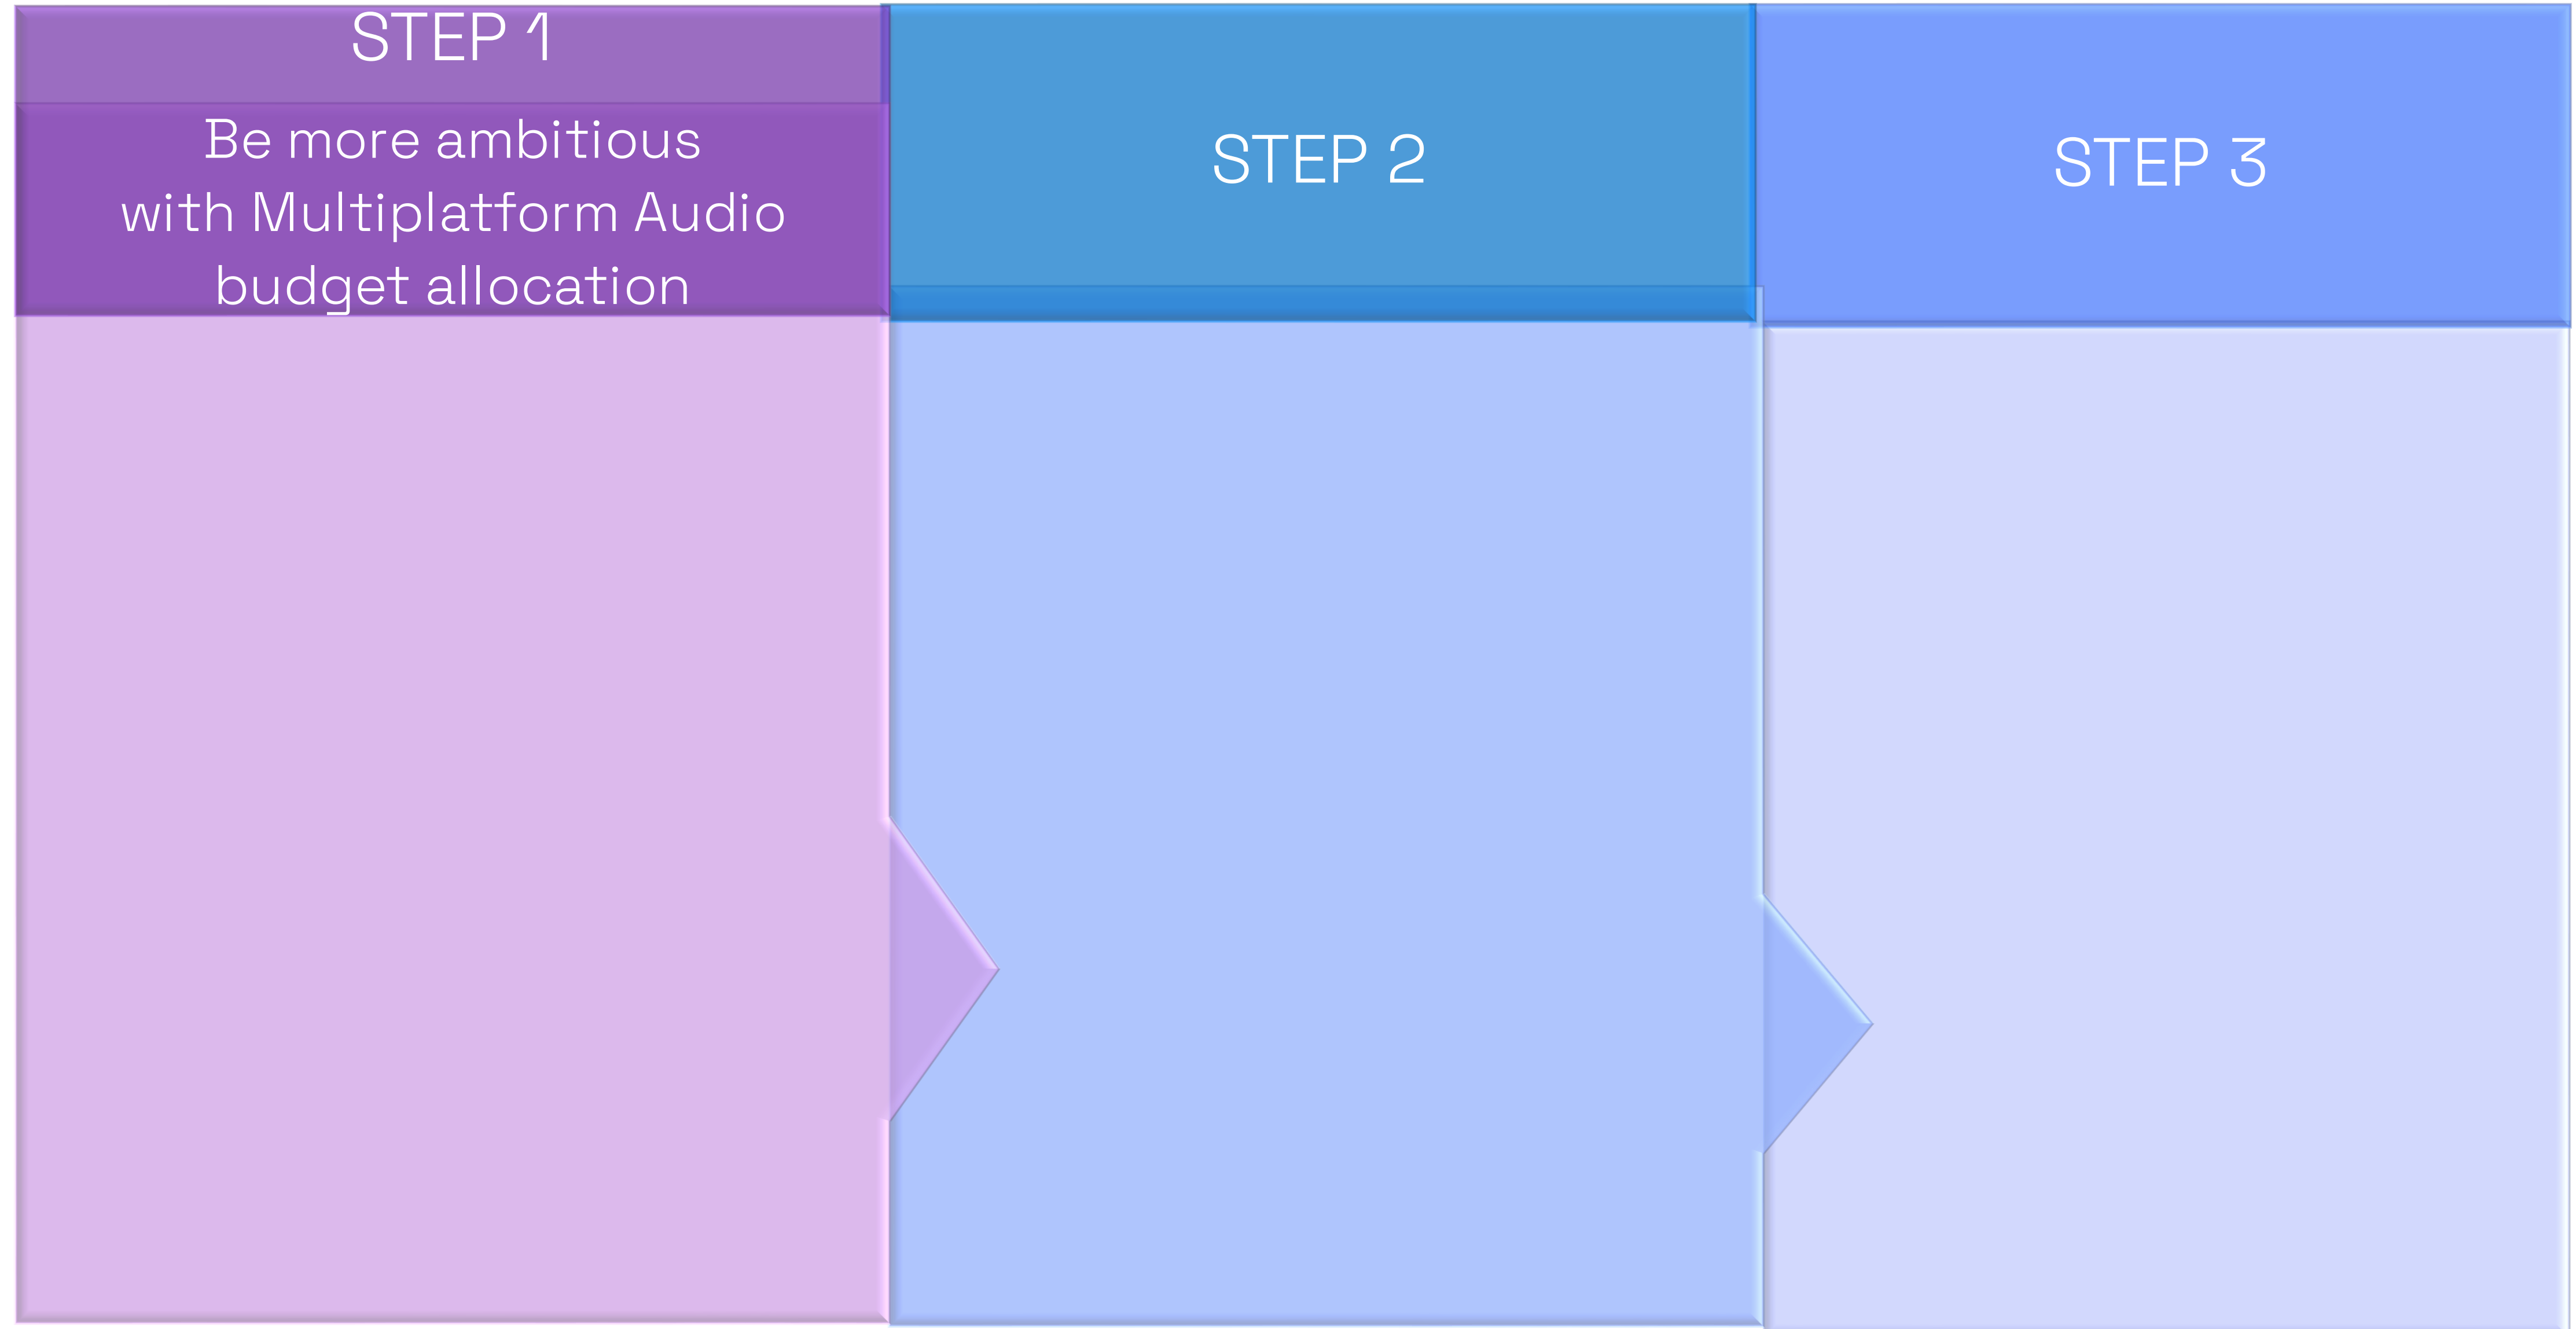 STEP 1
Be more ambitious
with Multiplatform Audio
budget allocation
STEP 2
STEP 3